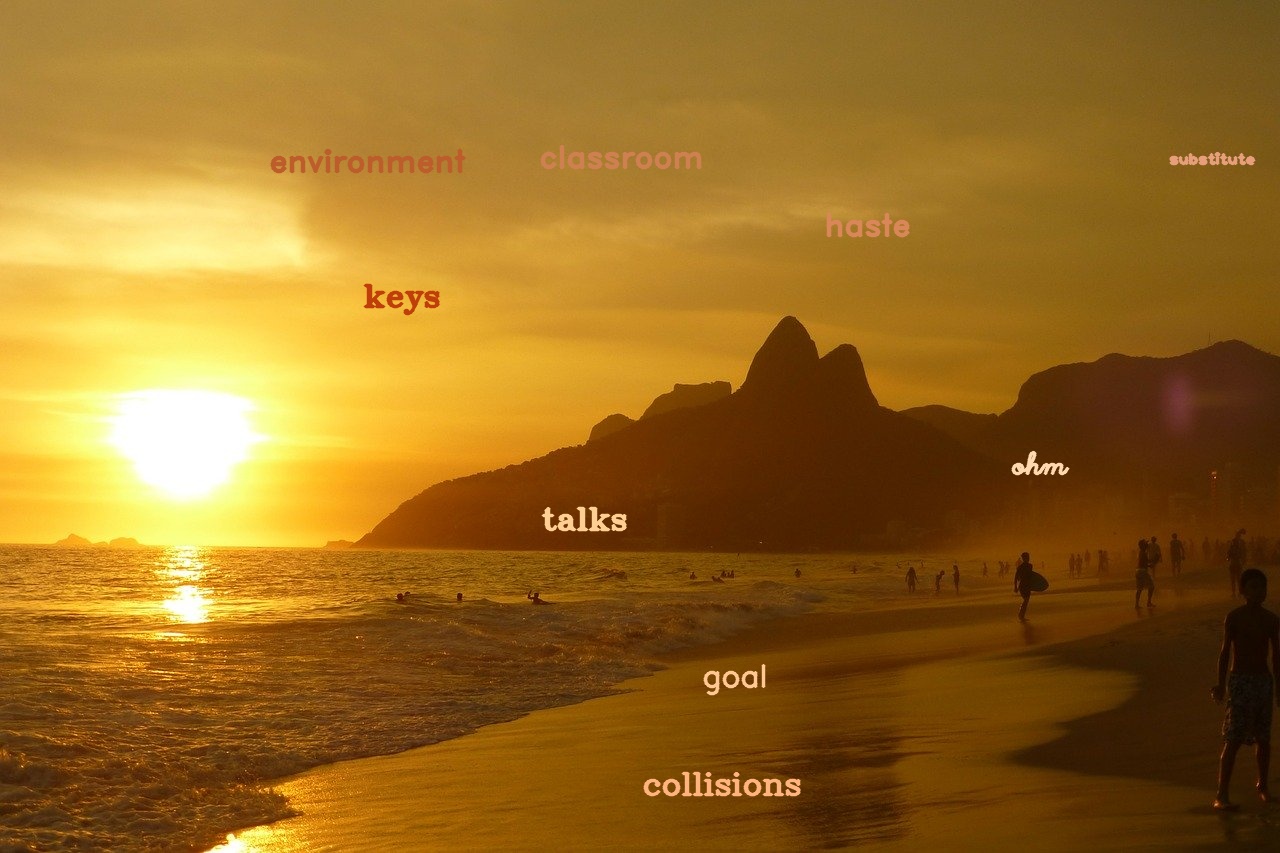 environment classroom substitute
haste
keys
ohm
talks
goal
collisions